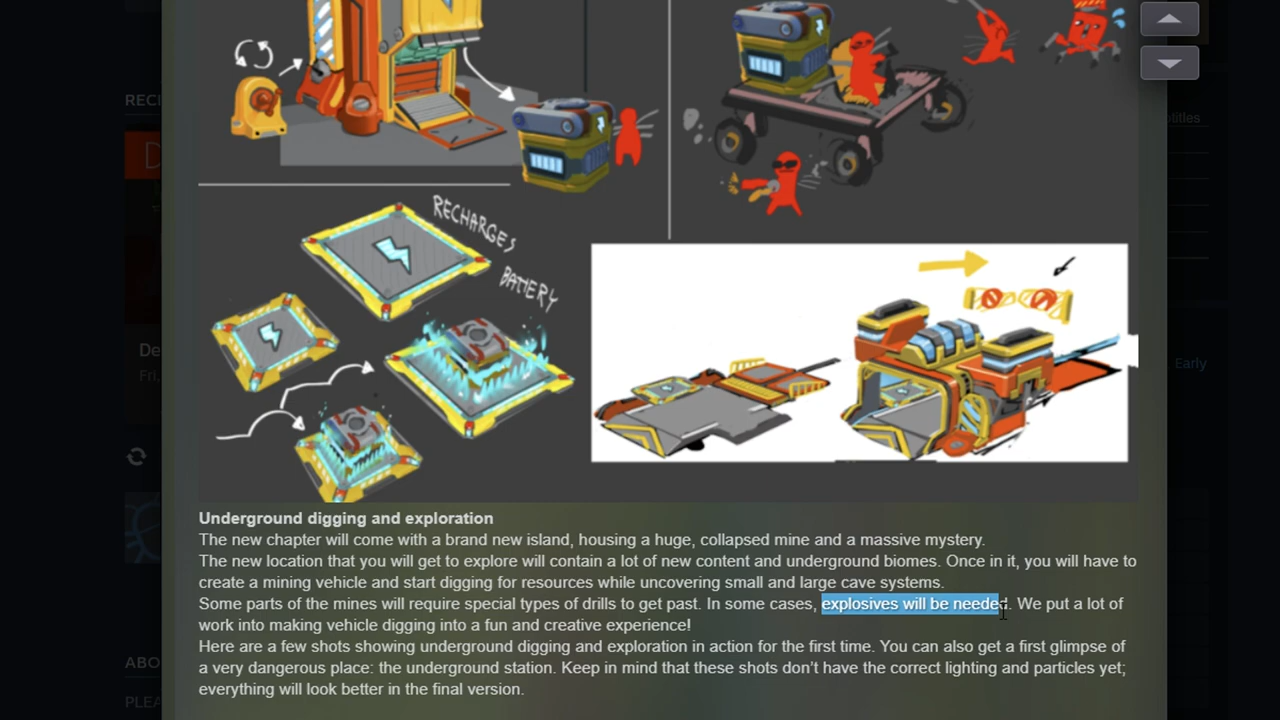 RECHARGES
BATTERY
Underground digging and exploration
The new chapter will come with a brand new island, housing a huge, collapsed mine and a massive mystery.
The new location that you will get to explore will contain a lot of new content and underground biomes. Once in it, you will have to
create a mining vehicle and start digging for resources while uncovering small and large cave systems.
Some parts of the mines will require special types of drills to get past. In some cases, explosives will be needed. We put a lot of
work into making vehicle digging into a fun and creative experience!
Here are a few shots showing underground digging and exploration in action for the first time. You can also get a first glimpse of
a very dangerous place: the underground station. Keep in mind that these shots don’t have the correct lighting and particles yet;
everything will look better in the final version.
RECI
D
De
Fri,
ABO
PLEA
Early